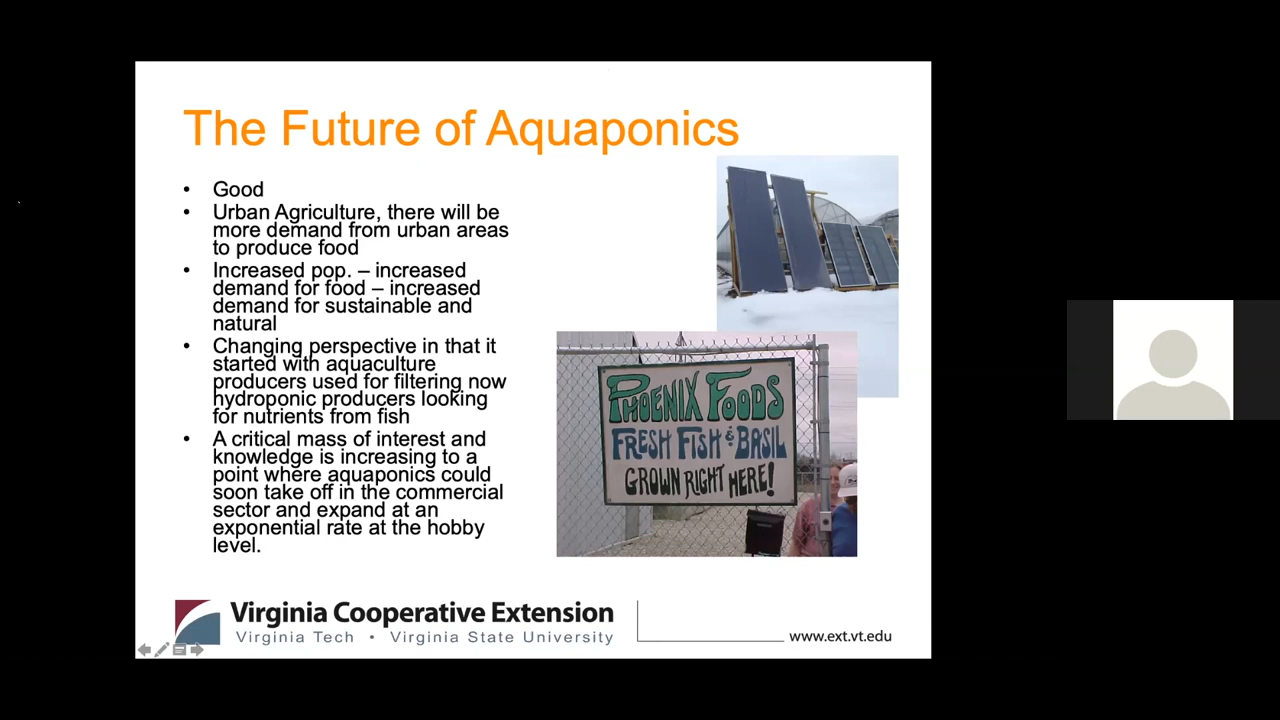 The Future of Aquaponics
• Good
• Urban Agriculture, there will be
more demand from urban areas
to produce food
• Increased pop. – increased
demand for food – increased
demand for sustainable and
natural
• Changing perspective in that it
started with aquaculture
producers used for filtering now
hydroponic producers looking
for nutrients from fish
• A critical mass of interest and
knowledge is increasing to a
point where aquaponics could
soon take off in the commercial
sector and expand at an
exponential rate at the hobby
level.
PHOENIX FOODS
FRESH FISH & BASIL
GROWN RIGHT HERE!
Virginia Cooperative Extension
Virginia Tech • Virginia State University
www.ext.vt.edu